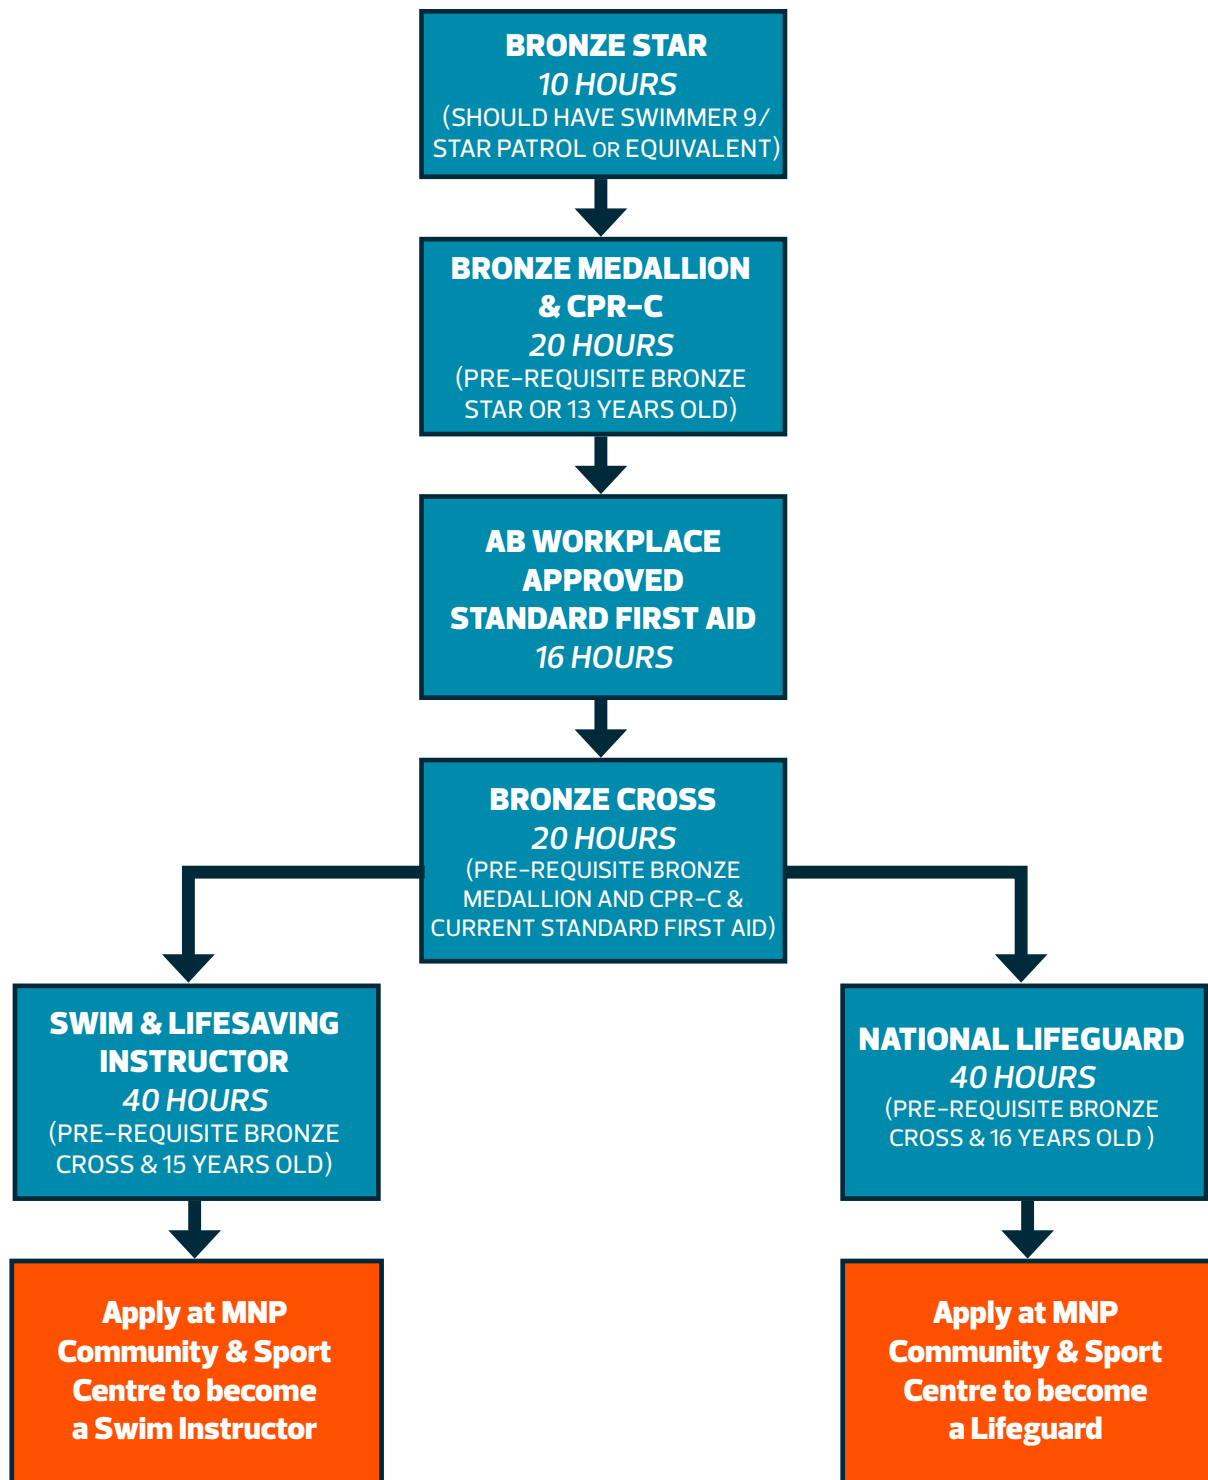 BRONZE STAR
10 HOURS
(SHOULD HAVE SWIMMER 9/
STAR PATROL OR EQUIVALENT)
BRONZE MEDALLION
& CPR-C
20 HOURS
(PRE-REQUISITE BRONZE
STAR OR 13 YEARS OLD)
AB WORKPLACE
APPROVED
STANDARD FIRST AID
16 HOURS
BRONZE CROSS
20 HOURS
(PRE-REQUISITE BRONZE
MEDALLION AND CPR-C &
CURRENT STANDARD FIRST AID)
SWIM & LIFESAVING
INSTRUCTOR
40 HOURS
(PRE-REQUISITE BRONZE
CROSS & 15 YEARS OLD)
NATIONAL LIFEGUARD
40 HOURS
(PRE-REQUISITE BRONZE
CROSS & 16 YEARS OLD )
Apply at MNP
Community & Sport
Centre to become
a Swim Instructor
Apply at MNP
Community & Sport
Centre to become
a Lifeguard